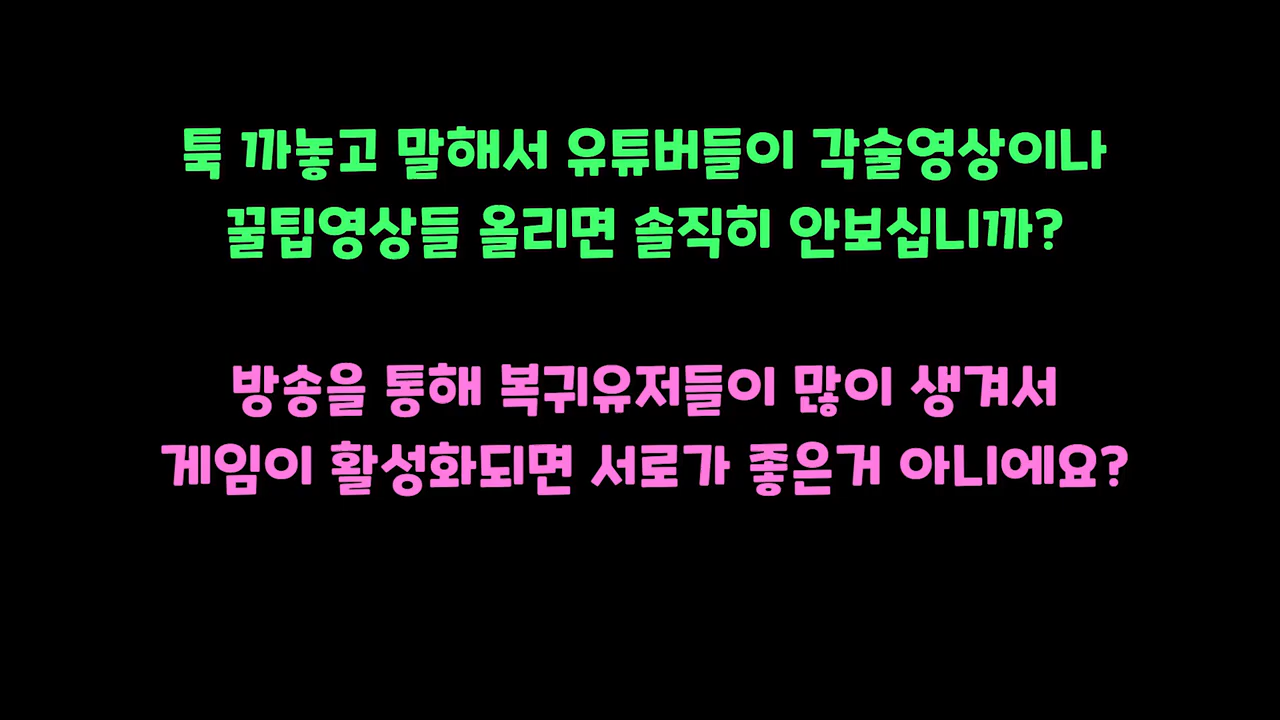 툭 까놓고 말해서 유튜버들이 각술영상이나
꿀팁영상들 올리면 솔직히 안보십니까?
방송을 통해 복귀유저들이 많이 생겨서
게임이 활성화되면 서로가 좋은거 아니에요?